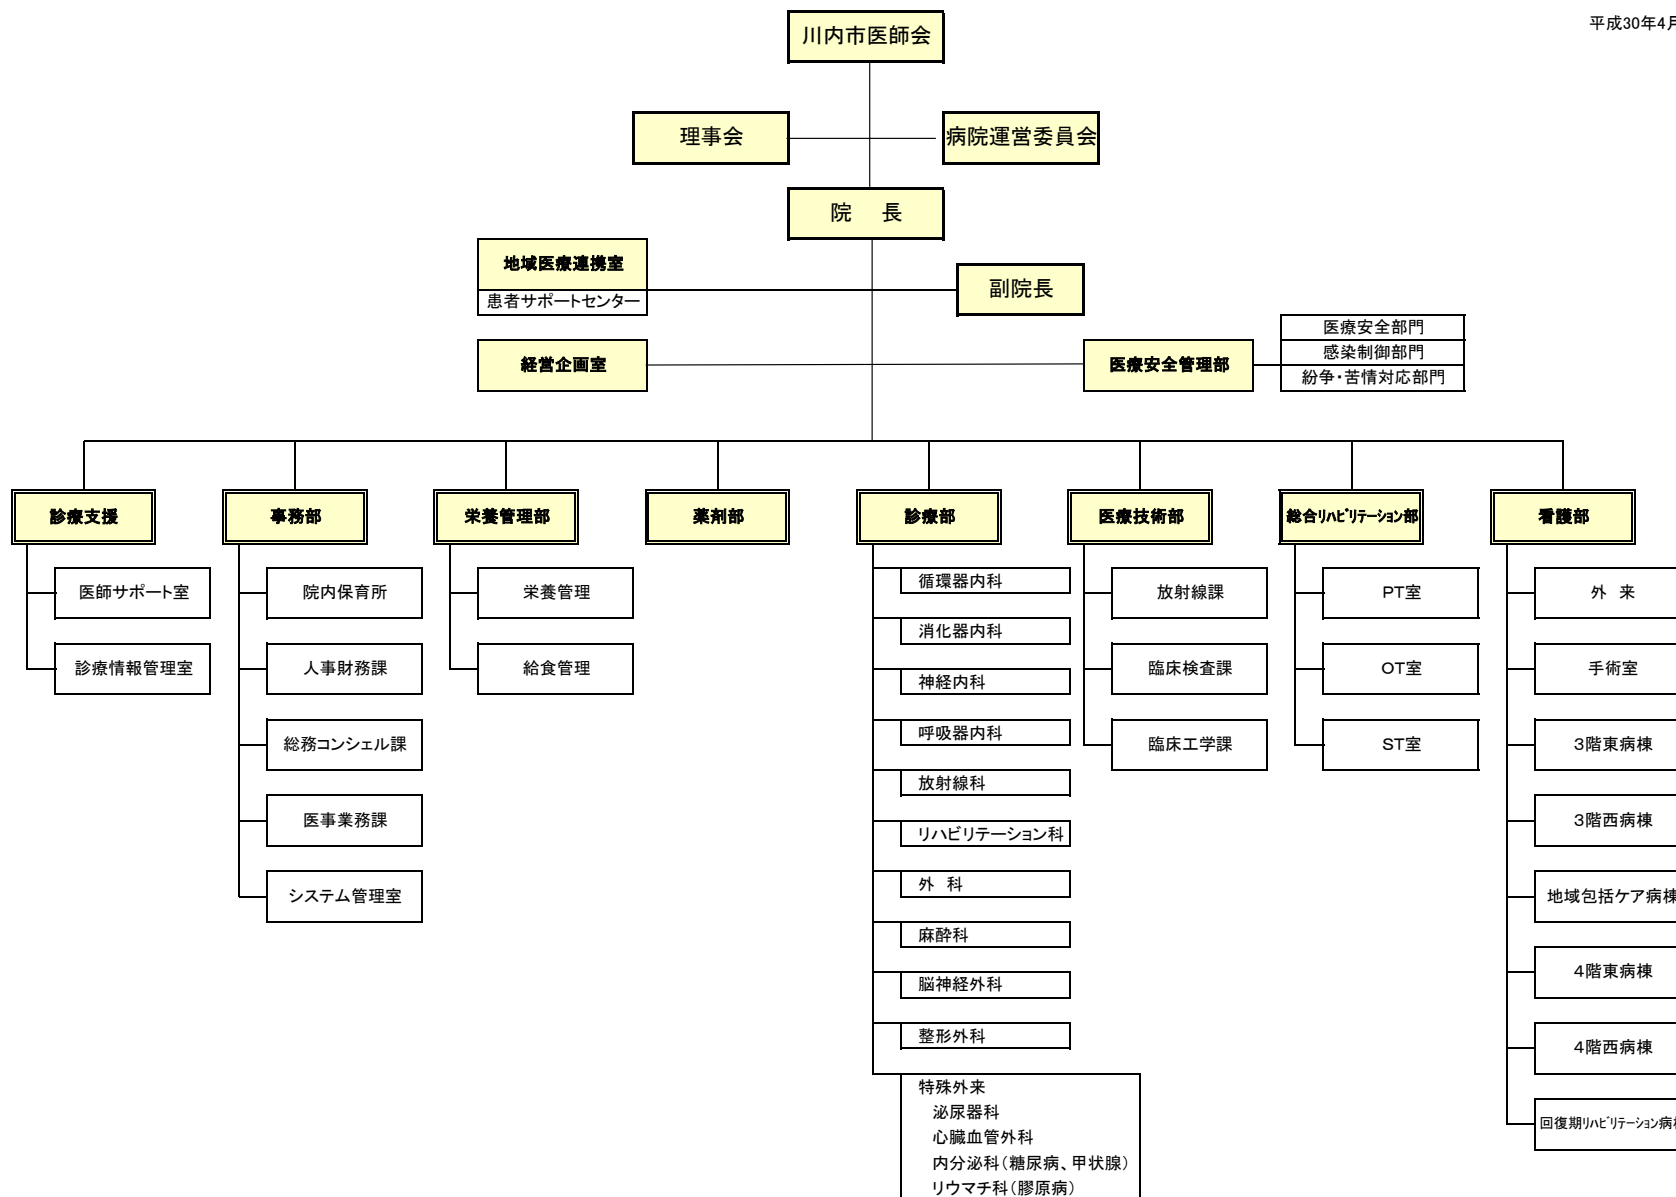 平成30年4月
川内市医師会
理事会
病院運営委員会
院　長
地域医療連携室
患者サポートセンター
副院長
経営企画室
医療安全管理部
医療安全部門
感染制御部門
紛争・苦情対応部門
診療支援
医師サポート室
診療情報管理室
事務部
院内保育所
人事財務課
総務コンシェル課
医事業務課
システム管理室
栄養管理部
栄養管理
給食管理
薬剤部
診療部
循環器内科
消化器内科
神経内科
呼吸器内科
放射線科
リハビリテーション科
外　科
麻酔科
脳神経外科
整形外科
特殊外来
泌尿器科
心臓血管外科
内分泌科（糖尿病、甲状腺）
リウマチ科（膠原病）
医療技術部
放射線課
臨床検査課
臨床工学課
総合ﾘﾊﾋﾞﾘﾃｰｼｮﾝ部
PT室
OT室
ST室
看護部
外　来
手術室
3階東病棟
3階西病棟
地域包括ケア病棟
4階東病棟
4階西病棟
回復期ﾘﾊﾋﾞﾘﾃｰｼｮﾝ病棟